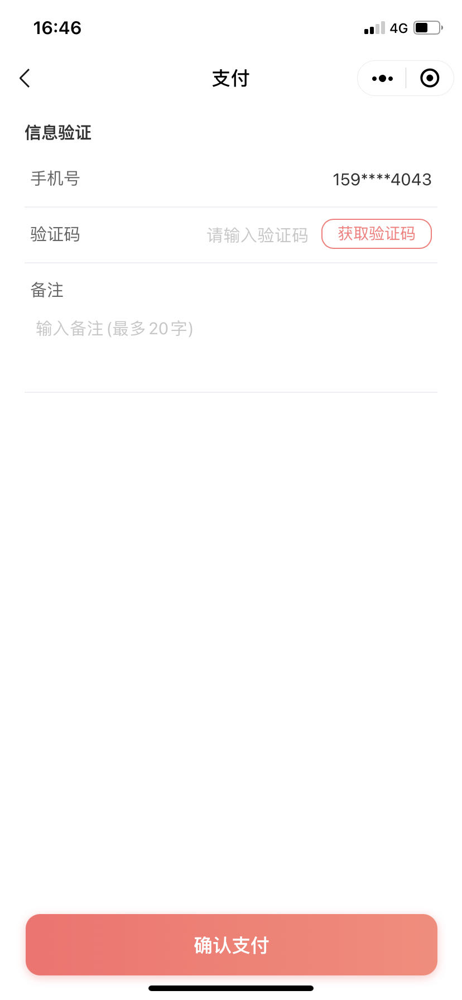 16:46 4G
支付
信息验证
手机号 159****4043
验证码 请输入验证码 获取验证码
备注
输入备注(最多20字)
确认支付